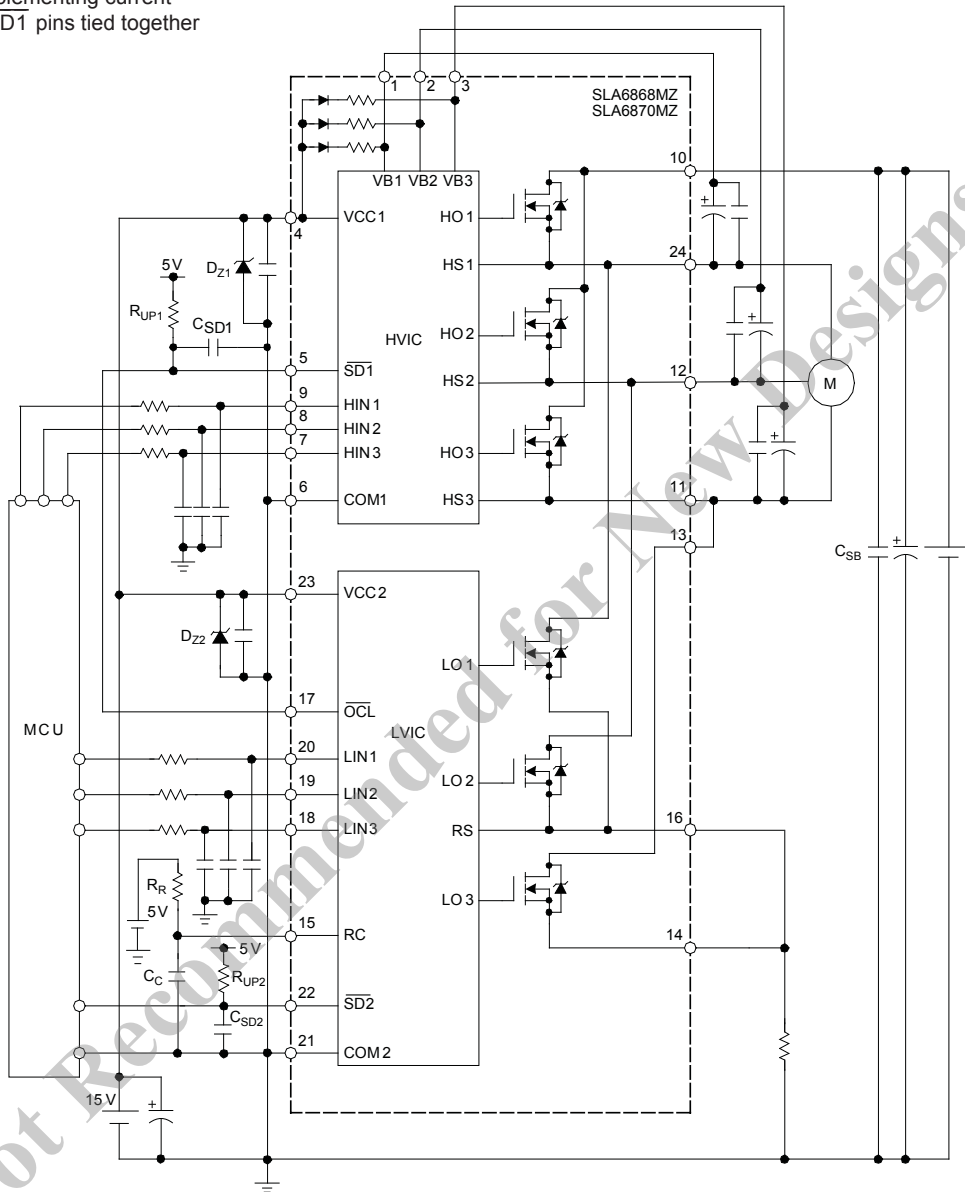 plementing current
D1 pins tied together
1
2
3
SLA6868MZ
SLA6870MZ
VB1 VB2 VB3
10
VCC1
4
HO1
5V
DZ1
HS1
24
RUP1
CSD1
HO2
HVIC
5
SD1
HS2
12
M
9
HIN1
8
HIN2
7
HIN3
HO3
6
COM1
HS3
11
13
CSB
23
VCC2
DZ2
LO1
17
OCL
MCU
LVIC
20
LIN1
19
LIN2
LO2
18
LIN3
RS
16
RR
5V
LO3
15
RC
14
5V
CC
RUP2
22
SD2
CSD2
21
COM2
15V
ot Recommended for New Designs